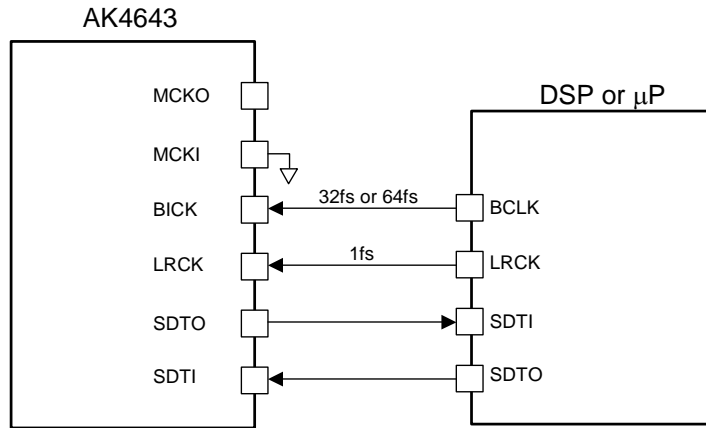 AK4643
DSP or μP
MCKO
MCKI
BICK
32fs or 64fs
BCLK
LRCK
1fs
LRCK
SDTO
SDTI
SDTI
SDTO